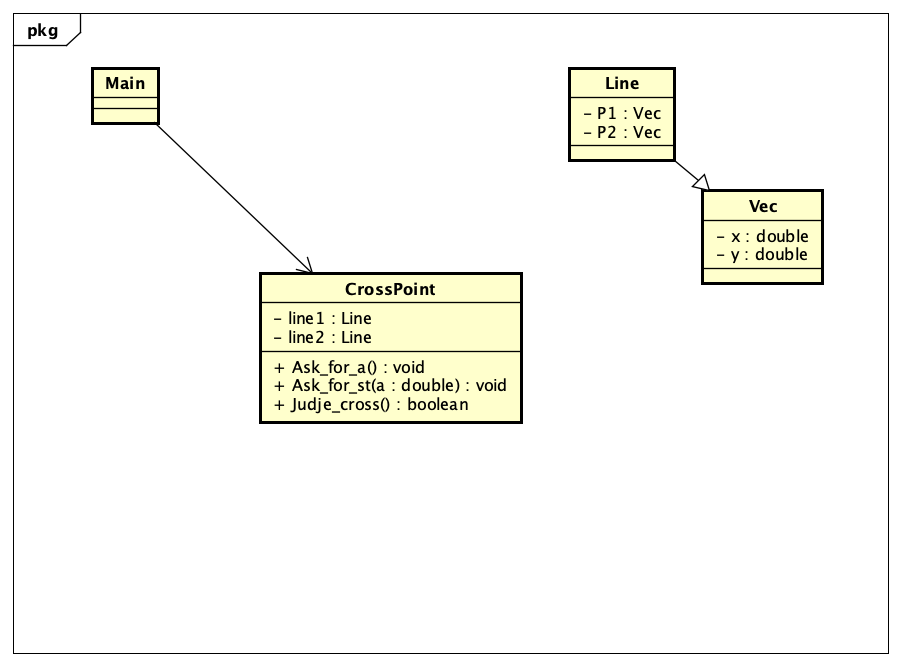 pkg
Main
Line
- P1 : Vec
- P2 : Vec
Vec
- x : double
- y : double
CrossPoint
- line1 : Line
- line2 : Line
+ Ask_for_a() : void
+ Ask_for_st(a : double) : void
+ Judje_cross() : boolean